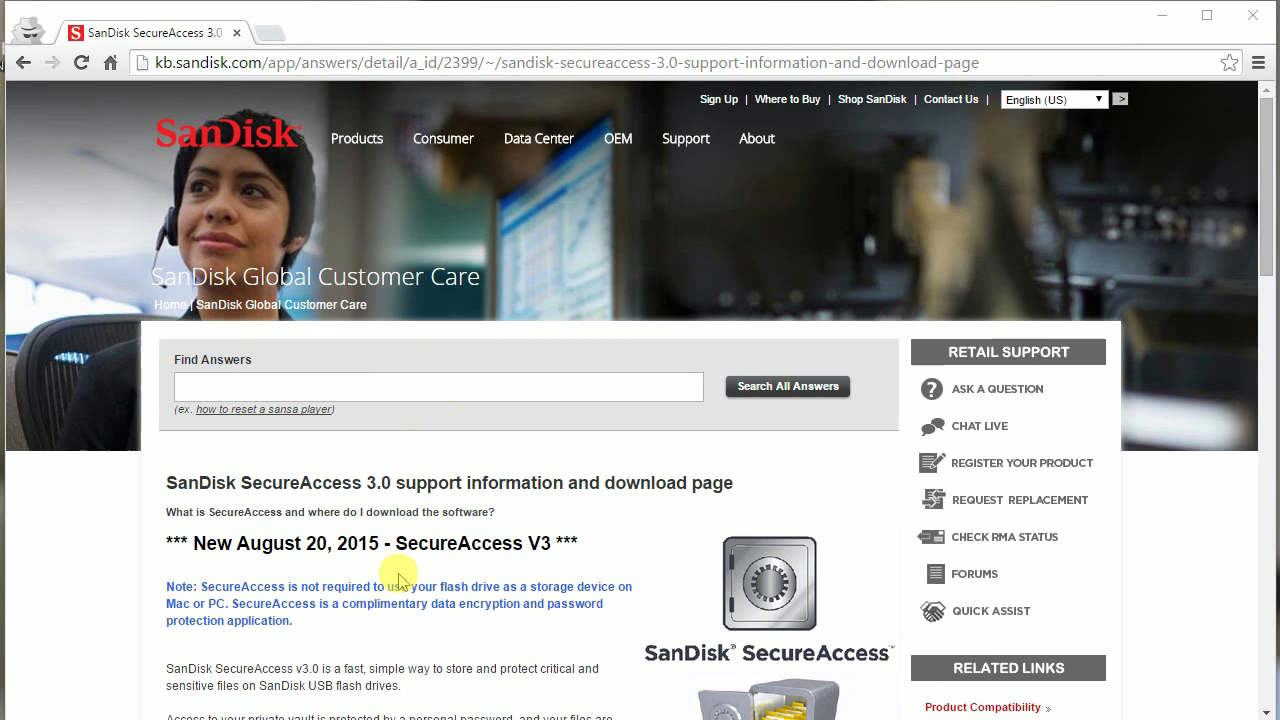 SanDisk SecureAccess 3.0
kb.sandisk.com/app/answers/detail/a_id/2399/~/sandisk-secureaccess-3.0-support-information-and-download-page
Sign Up | Where to Buy | Shop SanDisk | Contact Us | English (US) >
SanDisk Products Consumer Data Center OEM Support About
SanDisk Global Customer Care
Home | SanDisk Global Customer Care
Find Answers
Search All Answers
(ex. how to reset a sansa player)
RETAIL SUPPORT
ASK A QUESTION
CHAT LIVE
REGISTER YOUR PRODUCT
REQUEST REPLACEMENT
CHECK RMA STATUS
FORUMS
QUICK ASSIST
RELATED LINKS
Product Compatibility »
SanDisk SecureAccess 3.0 support information and download page
What is SecureAccess and where do I download the software?
*** New August 20, 2015 - SecureAccess V3 ***
Note: SecureAccess is not required to use your flash drive as a storage device on
Mac or PC. SecureAccess is a complimentary data encryption and password
protection application.
SanDisk® SecureAccess™
SanDisk SecureAccess v3.0 is a fast, simple way to store and protect critical and
sensitive files on SanDisk USB flash drives.
Access to your private vault is protected by a personal password, and your files are